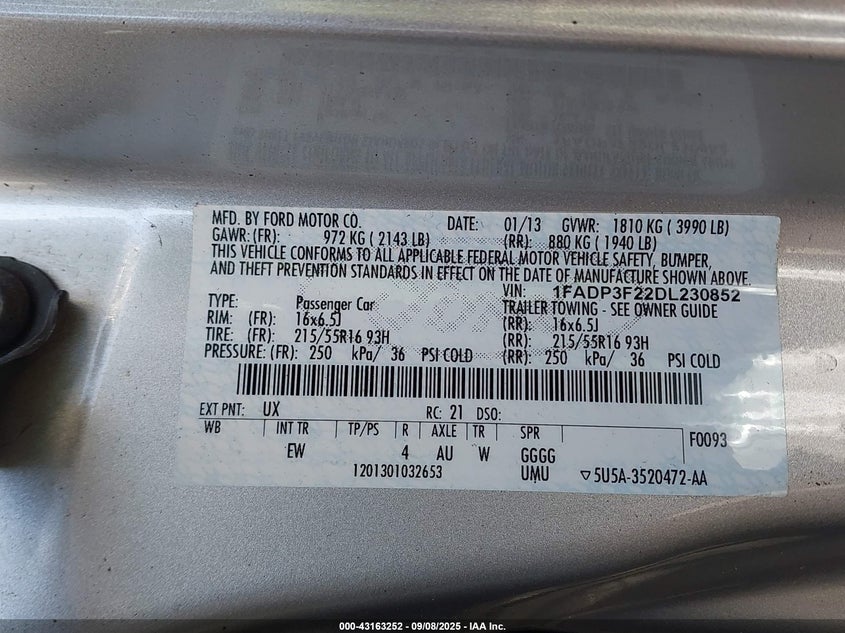 MFD. BY FORD MOTOR CO. DATE: 01/13 GVWR: 1810 KG ( 3990 LB)
GAWR: (FR): 972 KG ( 2143 LB) (RR): 880 KG ( 1940 LB)
THIS VEHICLE CONFORMS TO ALL APPLICABLE FEDERAL MOTOR VEHICLE SAFETY, BUMPER,
AND THEFT PREVENTION STANDARDS IN EFFECT ON THE DATE OF MANUFACTURE SHOWN ABOVE.
VIN: 1FADP3F22DL230852
TYPE: Passenger Car TRAILER TOWING - SEE OWNER GUIDE
RIM: (FR): 16x6.5J (RR): 16x6.5J
TIRE: (FR): 215/55R16 93H (RR): 215/55R16 93H
PRESSURE: (FR): 250 kPa/ 36 PSI COLD (RR): 250 kPa/ 36 PSI COLD
EXT PNT: UX RC: 21 DSO:
WB INT TR TP/PS R AXLE TR SPR F0093
EW 4 AU W GGGG
1201301032653 UMU ▽5U5A-3520472-AA
000-43163252 - 09/08/2025 - IAA Inc.